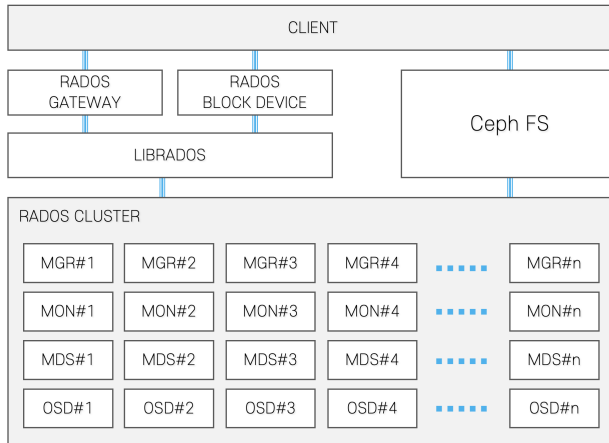 CLIENT
RADOS
GATEWAY
RADOS
BLOCK DEVICE
Ceph FS
LIBRADOS
RADOS CLUSTER
MGR#1 MGR#2 MGR#3 MGR#4 MGR#n
MON#1 MON#2 MON#3 MON#4 MON#n
MDS#1 MDS#2 MDS#3 MDS#4 MDS#n
OSD#1 OSD#2 OSD#3 OSD#4 OSD#n